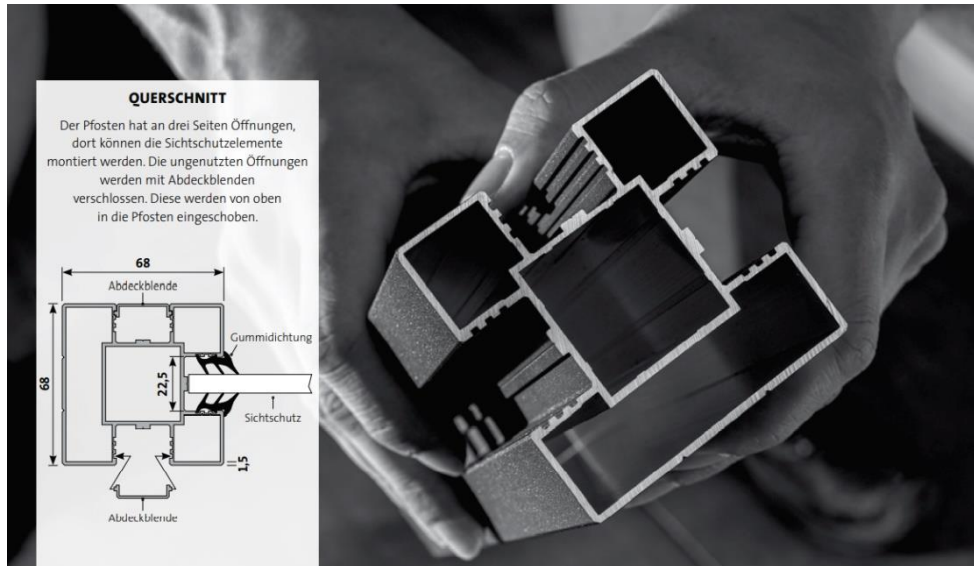 QUERSCHNITT
Der Pfosten hat an drei Seiten Öffnungen,
dort können die Sichtschutzelemente
montiert werden. Die ungenutzten Öffnungen
werden mit Abdeckblenden
verschlossen. Diese werden von oben
in die Pfosten eingeschoben.
68
Abdeckblende
Gummidichtung
68
22,5
Sichtschutz
1,5
Abdeckblende